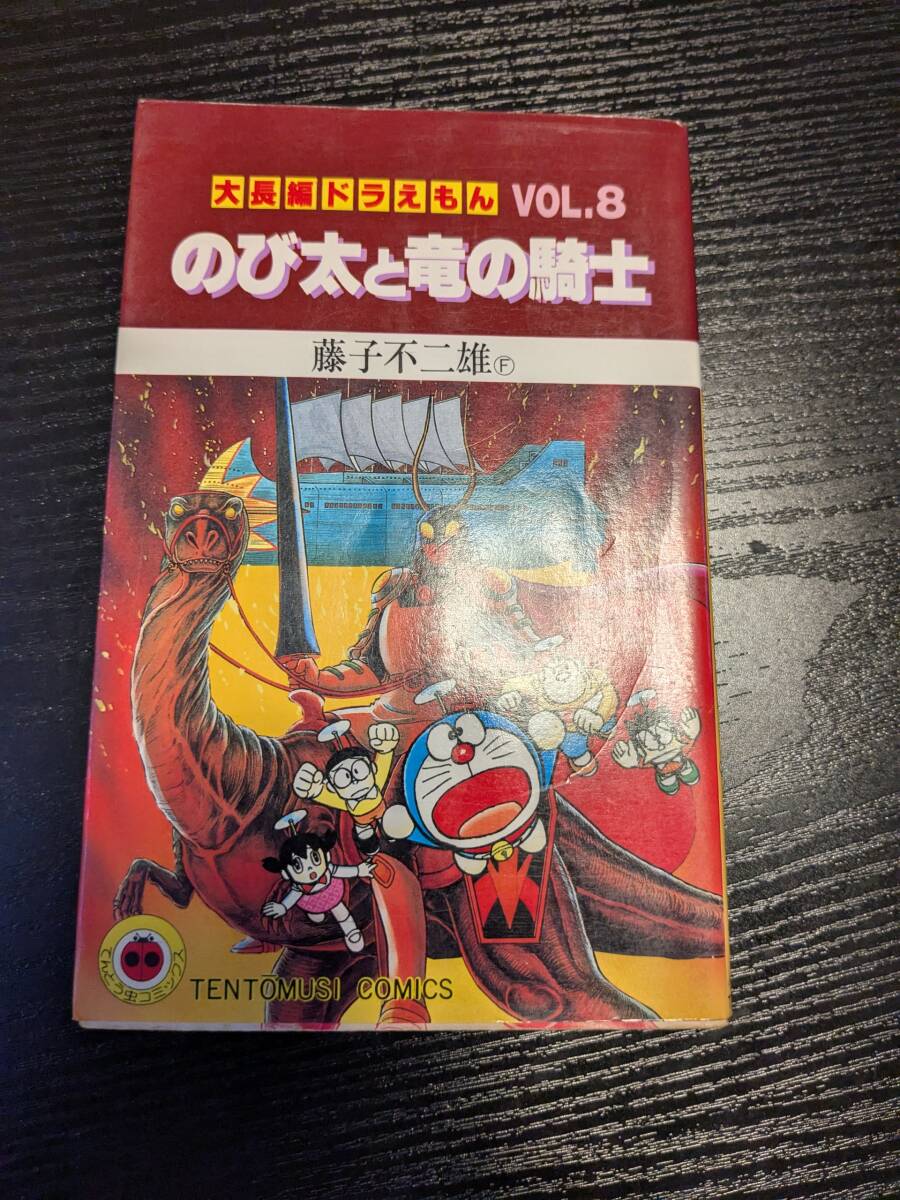 大長編ドラえもん VOL.8
のび太と竜の騎士
藤子不二雄Ⓕ
てんとう虫コミックス
TENTŌMUSI COMICS